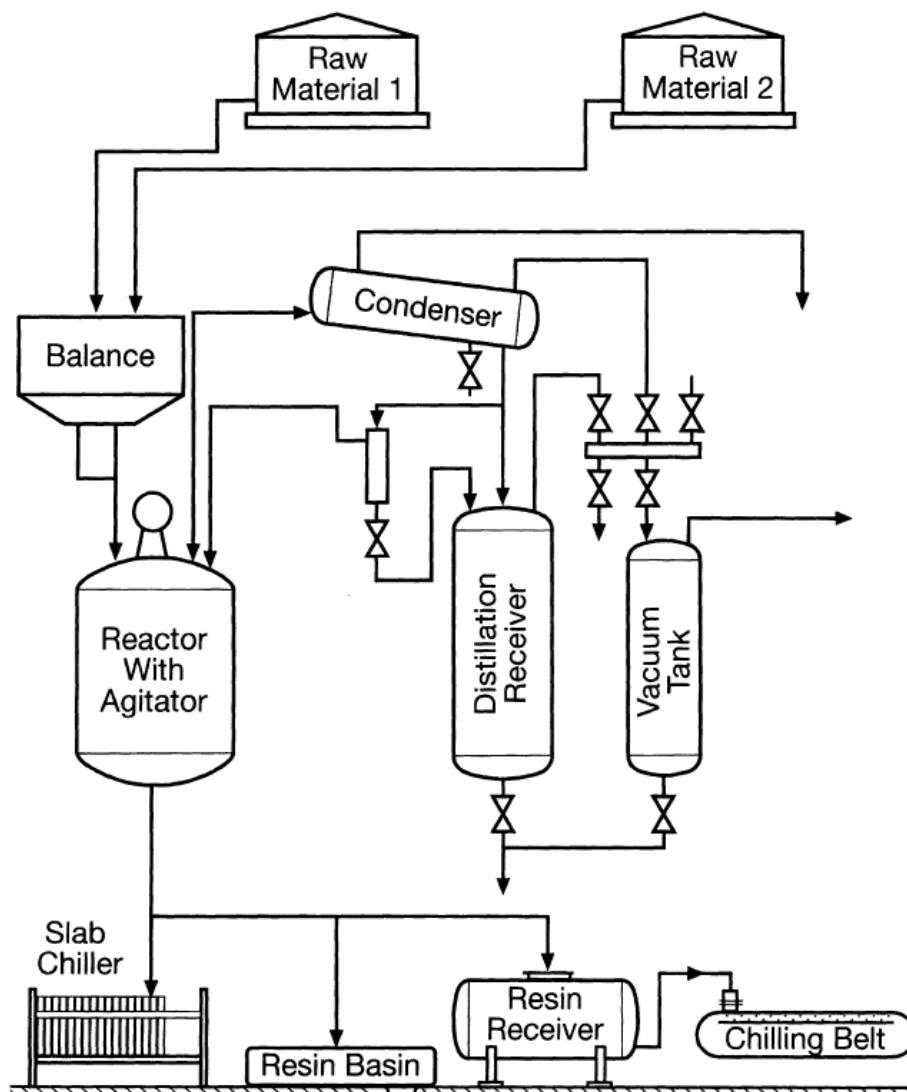 Raw
Material 1
Raw
Material 2
Condenser
Balance
Reactor
With
Agitator
Distillation
Receiver
Vacuum
Tank
Slab
Chiller
Resin
Receiver
Resin Basin
Chilling Belt